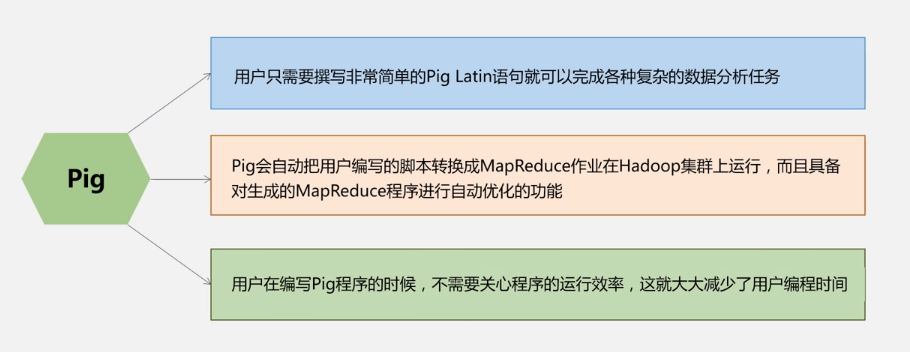 用户只需要撰写非常简单的Pig Latin语句就可以完成各种复杂的数据分析任务
Pig
Pig会自动把用户编写的脚本转换成MapReduce作业在Hadoop集群上运行，而且具备
对生成的MapReduce程序进行自动优化的功能
用户在编写Pig程序的时候，不需要关心程序的运行效率，这就大大减少了用户编程时间